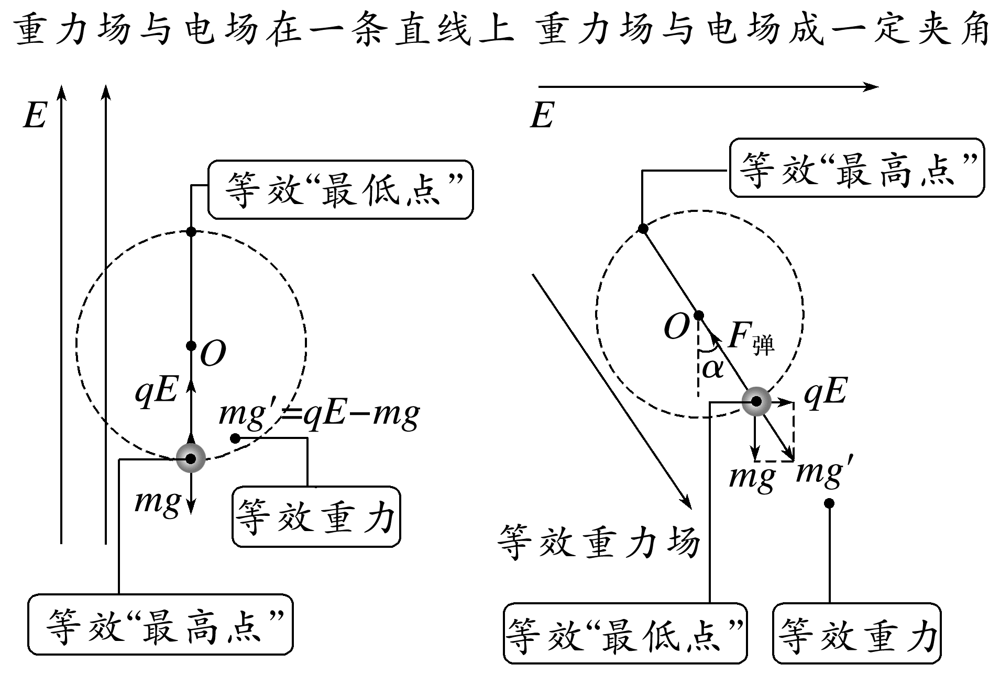 重力场与电场在一条直线上 重力场与电场成一定夹角
E
E
等效“最高点”
等效“最低点”
O
F弹
O
α
qE
qE
mg′=qE−mg
mg
mg′
mg
等效重力
等效重力场
等效“最高点”
等效“最低点”
等效重力